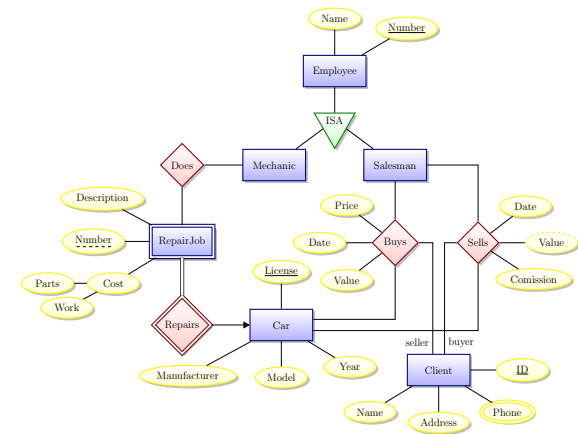 Name
Number
Employee
ISA
Does
Mechanic
Salesman
Description
Price
Date
Number
RepairJob
Date
Buys
Sells
Value
License
Value
Comission
Parts
Cost
Work
Repairs
Car
seller
buyer
Manufacturer
Model
Year
Client
ID
Name
Address
Phone